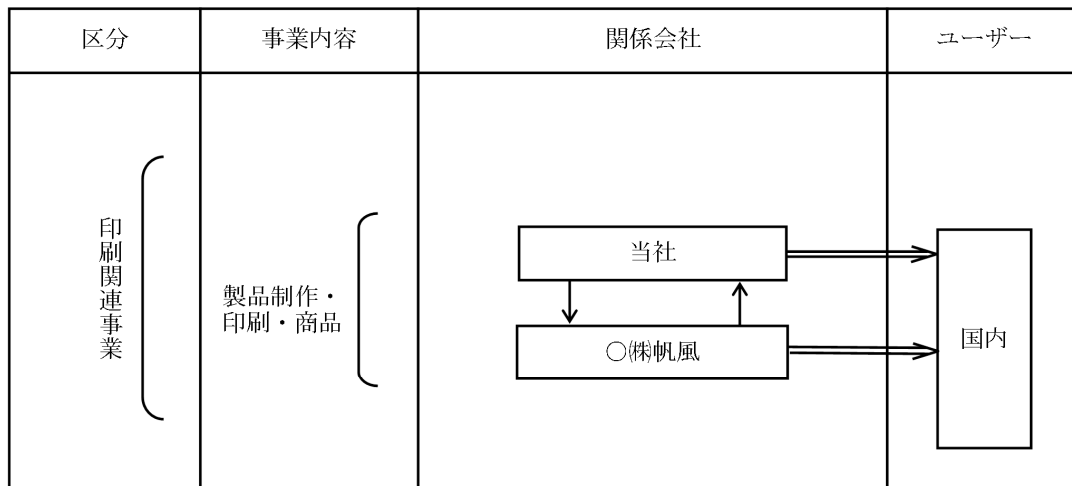 区分
事業内容
関係会社
ユーザー
印刷関連事業
製品制作・
印刷・商品
当社
○㈱帆風
国内